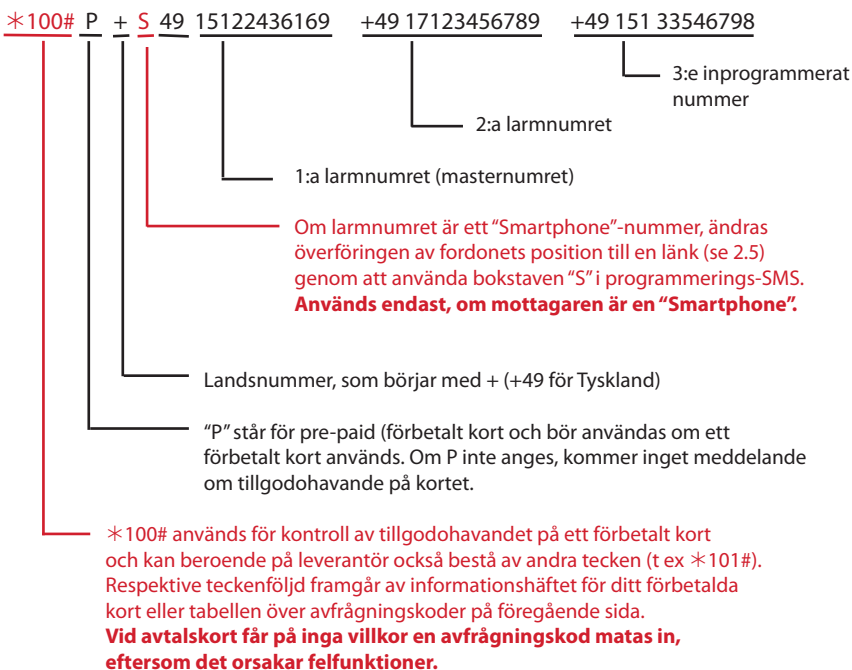 ✳100# P + S 49 15122436169 +49 17123456789 +49 151 33546798
3:e inprogrammerat
nummer
2:a larmnumret
1:a larmnumret (masternumret)
Om larmnumret är ett "Smartphone"-nummer, ändras
överföringen av fordonets position till en länk (se 2.5)
genom att använda bokstaven "S" i programmerings-SMS.
Används endast, om mottagaren är en "Smartphone".
Landsnummer, som börjar med + (+49 för Tyskland)
"P" står för pre-paid (förbetalt kort och bör användas om ett
förbetalt kort används. Om P inte anges, kommer inget meddelande
om tillgodohavande på kortet.
✳100# används för kontroll av tillgodohavandet på ett förbetalt kort
och kan beroende på leverantör också bestå av andra tecken (t ex ✳101#).
Respektive teckenföljd framgår av informationshäftet för ditt förbetalda
kort eller tabellen över avfrågningskoder på föregående sida.
Vid avtalskort får på inga villkor en avfrågningskod matas in,
eftersom det orsakar felfunktioner.